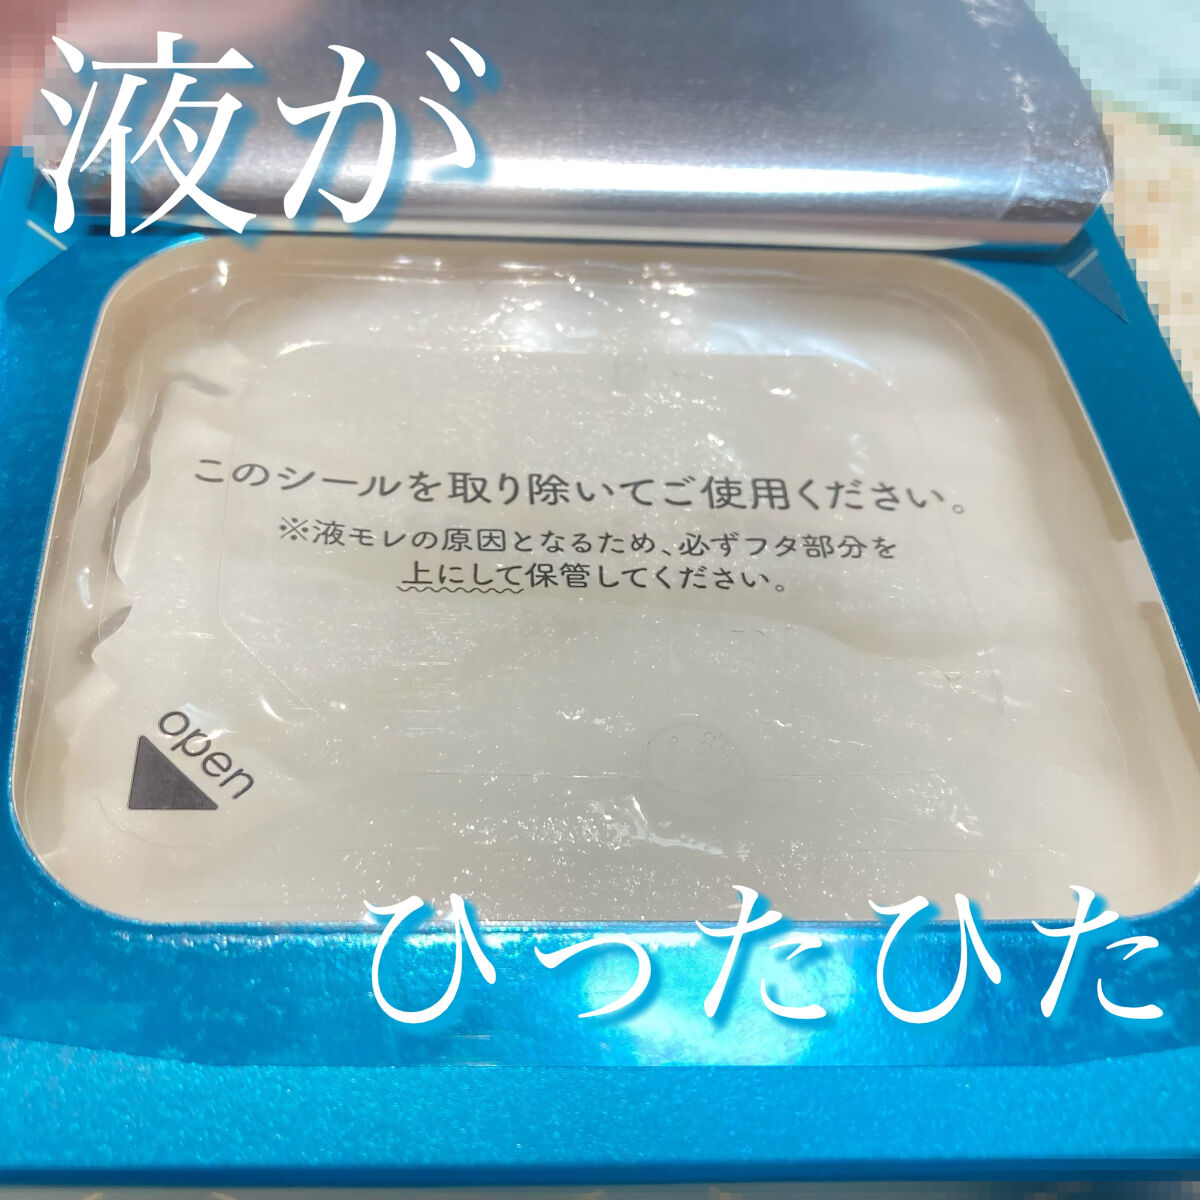 液が
このシールを取り除いてご使用ください。
※液モレの原因となるため、必ずフタ部分を
上にして保管してください。
open
ひったひた